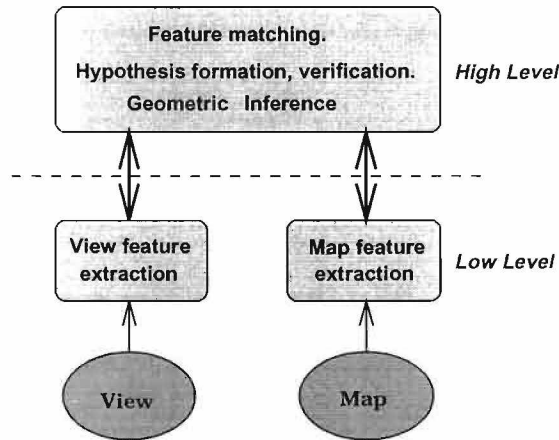 Feature matching.
Hypothesis formation, verification.
Geometric Inference
High Level
View feature
extraction
Map feature
extraction
Low Level
View
Map